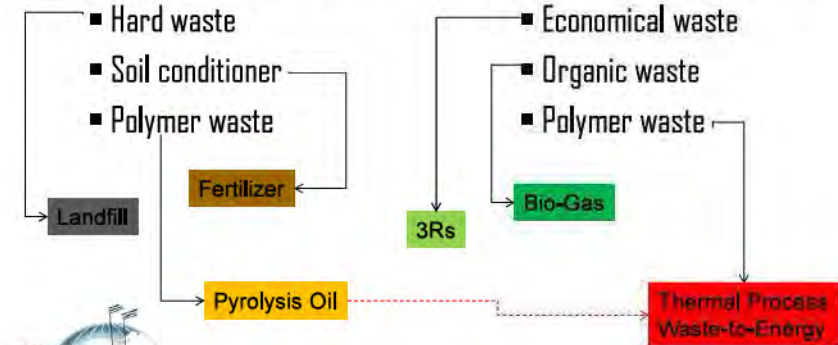 ▪ Hard waste
▪ Soil conditioner
▪ Polymer waste
Landfill
Fertilizer
Pyrolysis Oil
▪ Economical waste
▪ Organic waste
▪ Polymer waste
3Rs
Bio-Gas
Thermal Process
Waste-to-Energy